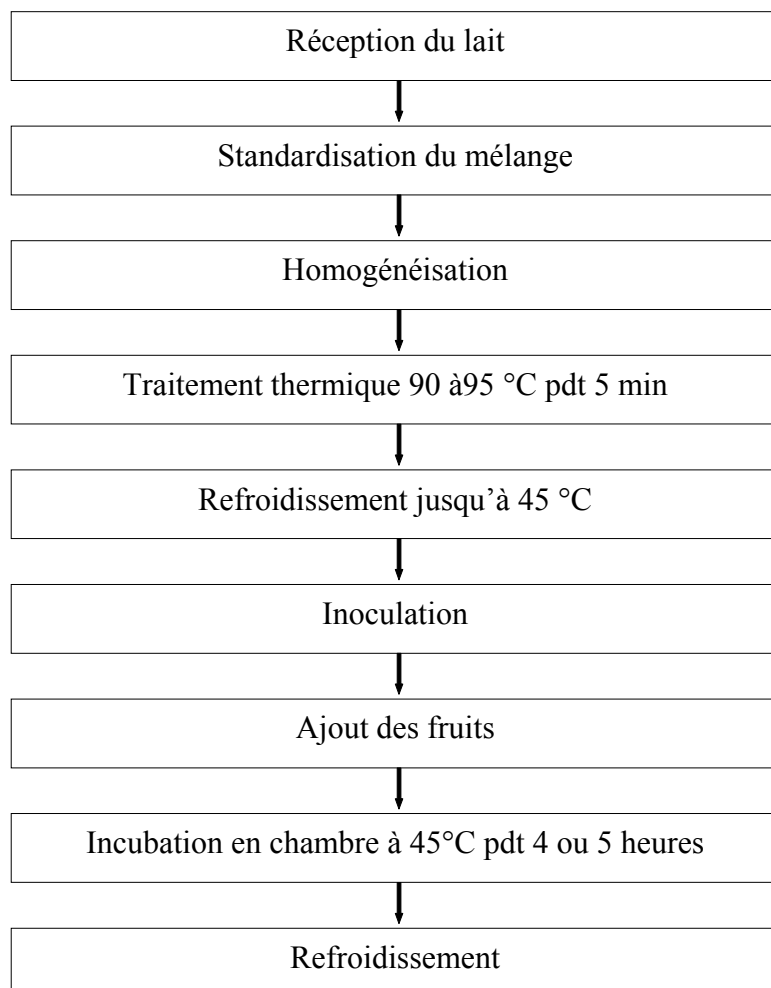 Réception du lait
Standardisation du mélange
Homogénéisation
Traitement thermique 90 à95 °C pdt 5 min
Refroidissement jusqu’à 45 °C
Inoculation
Ajout des fruits
Incubation en chambre à 45°C pdt 4 ou 5 heures
Refroidissement